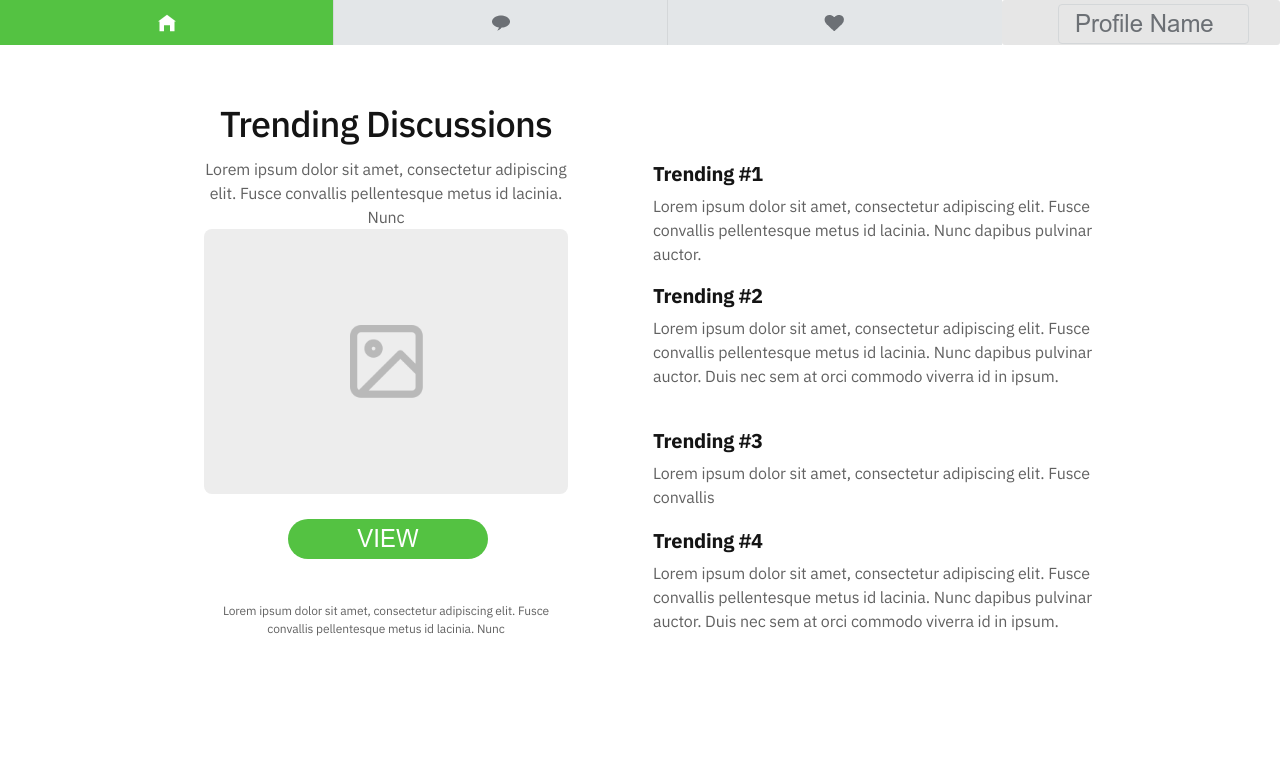 Profile Name
Trending Discussions
Lorem ipsum dolor sit amet, consectetur adipiscing
elit. Fusce convallis pellentesque metus id lacinia.
Nunc
VIEW
Lorem ipsum dolor sit amet, consectetur adipiscing elit. Fusce
convallis pellentesque metus id lacinia. Nunc
Trending #1
Lorem ipsum dolor sit amet, consectetur adipiscing elit. Fusce
convallis pellentesque metus id lacinia. Nunc dapibus pulvinar
auctor.
Trending #2
Lorem ipsum dolor sit amet, consectetur adipiscing elit. Fusce
convallis pellentesque metus id lacinia. Nunc dapibus pulvinar
auctor. Duis nec sem at orci commodo viverra id in ipsum.
Trending #3
Lorem ipsum dolor sit amet, consectetur adipiscing elit. Fusce
convallis
Trending #4
Lorem ipsum dolor sit amet, consectetur adipiscing elit. Fusce
convallis pellentesque metus id lacinia. Nunc dapibus pulvinar
auctor. Duis nec sem at orci commodo viverra id in ipsum.